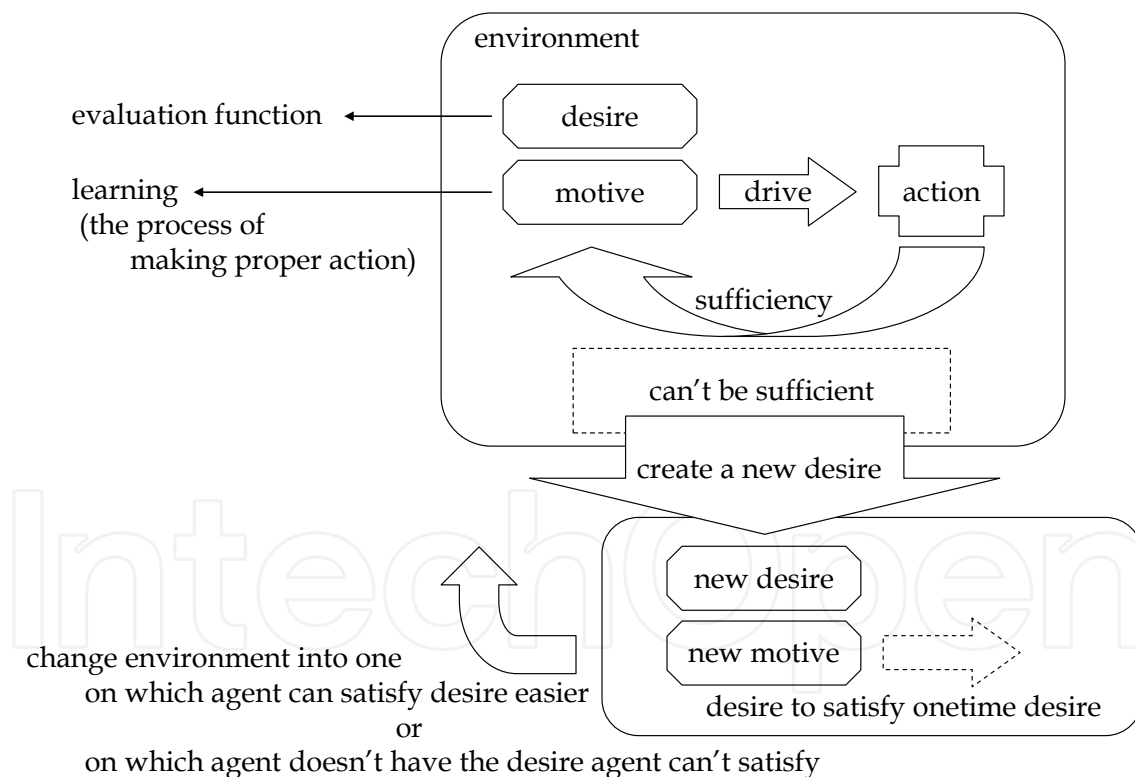 environment
evaluation function
desire
learning
(the process of
making proper action)
motive
drive
action
sufficiency
can't be sufficient
create a new desire
IntechOpen
new desire
new motive
desire to satisfy onetime desire
change environment into one
on which agent can satisfy desire easier
or
on which agent doesn't have the desire agent can't satisfy